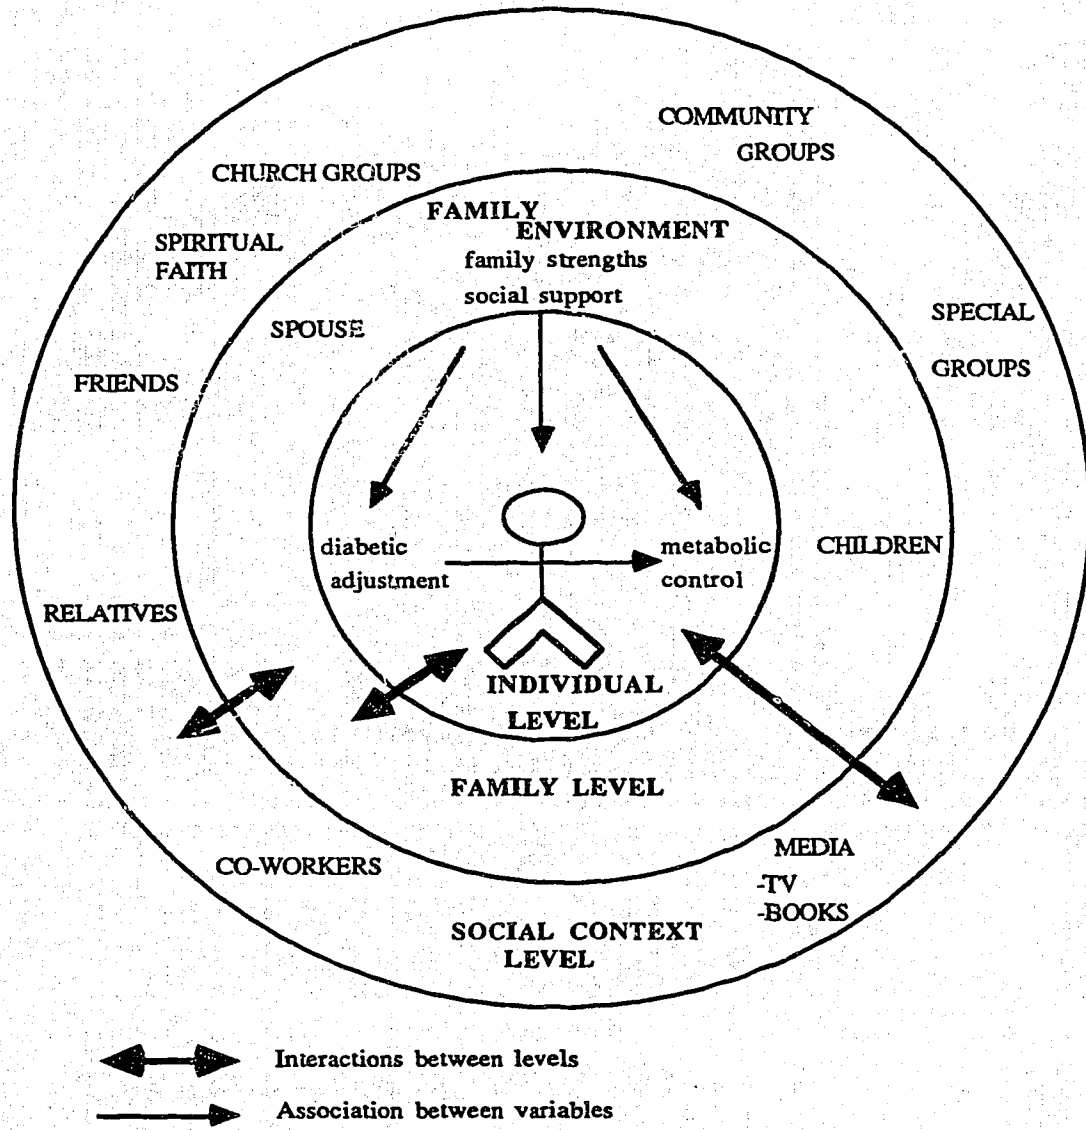 COMMUNITY
GROUPS
CHURCH GROUPS
FAMILY
ENVIRONMENT
family strengths
social support
SPIRITUAL
FAITH
SPOUSE
SPECIAL
GROUPS
FRIENDS
diabetic
adjustment
metabolic
control
CHILDREN
RELATIVES
INDIVIDUAL
LEVEL
FAMILY LEVEL
CO-WORKERS
MEDIA
-TV
-BOOKS
SOCIAL CONTEXT
LEVEL
Interactions between levels
Association between variables